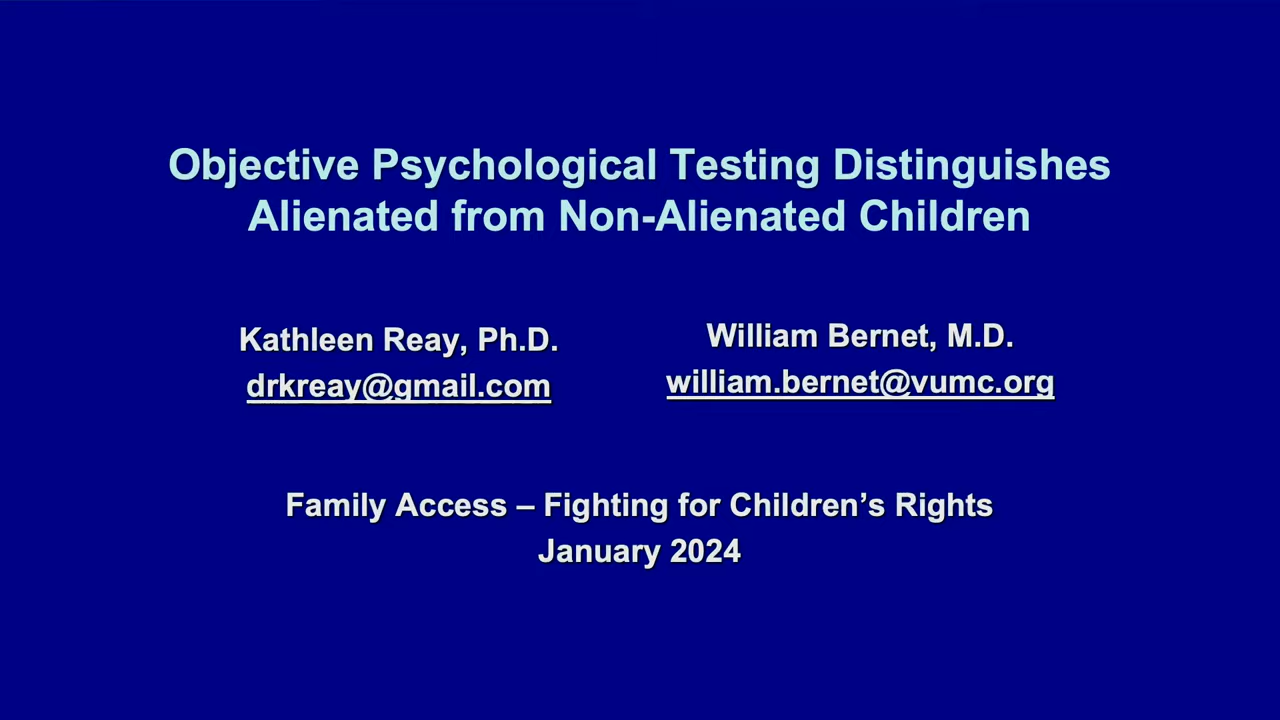 Objective Psychological Testing Distinguishes
Alienated from Non-Alienated Children
Kathleen Reay, Ph.D.
drkreay@gmail.com
William Bernet, M.D.
william.bernet@vumc.org
Family Access – Fighting for Children’s Rights
January 2024